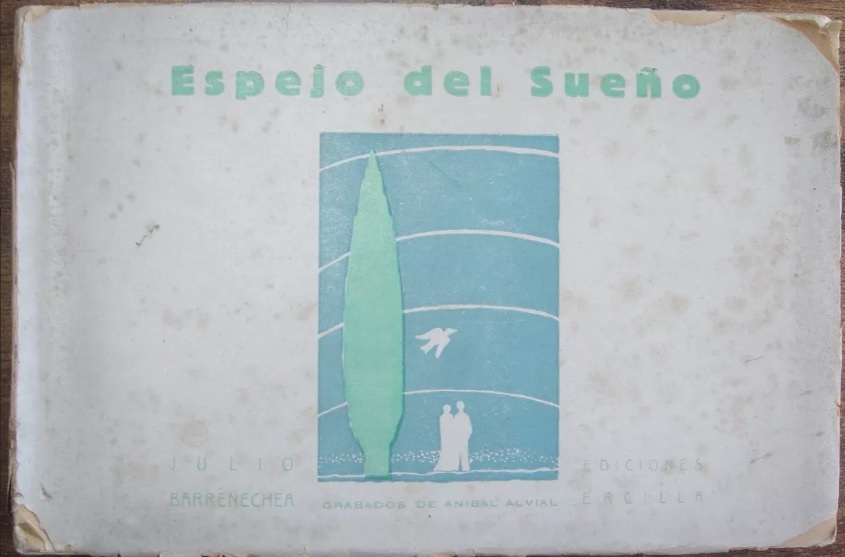 Espejo del Sueño
JULIO
BARRENECHEA
GRABADOS DE ANIBAL ALVIAL
EDICIONES
ERCILLA